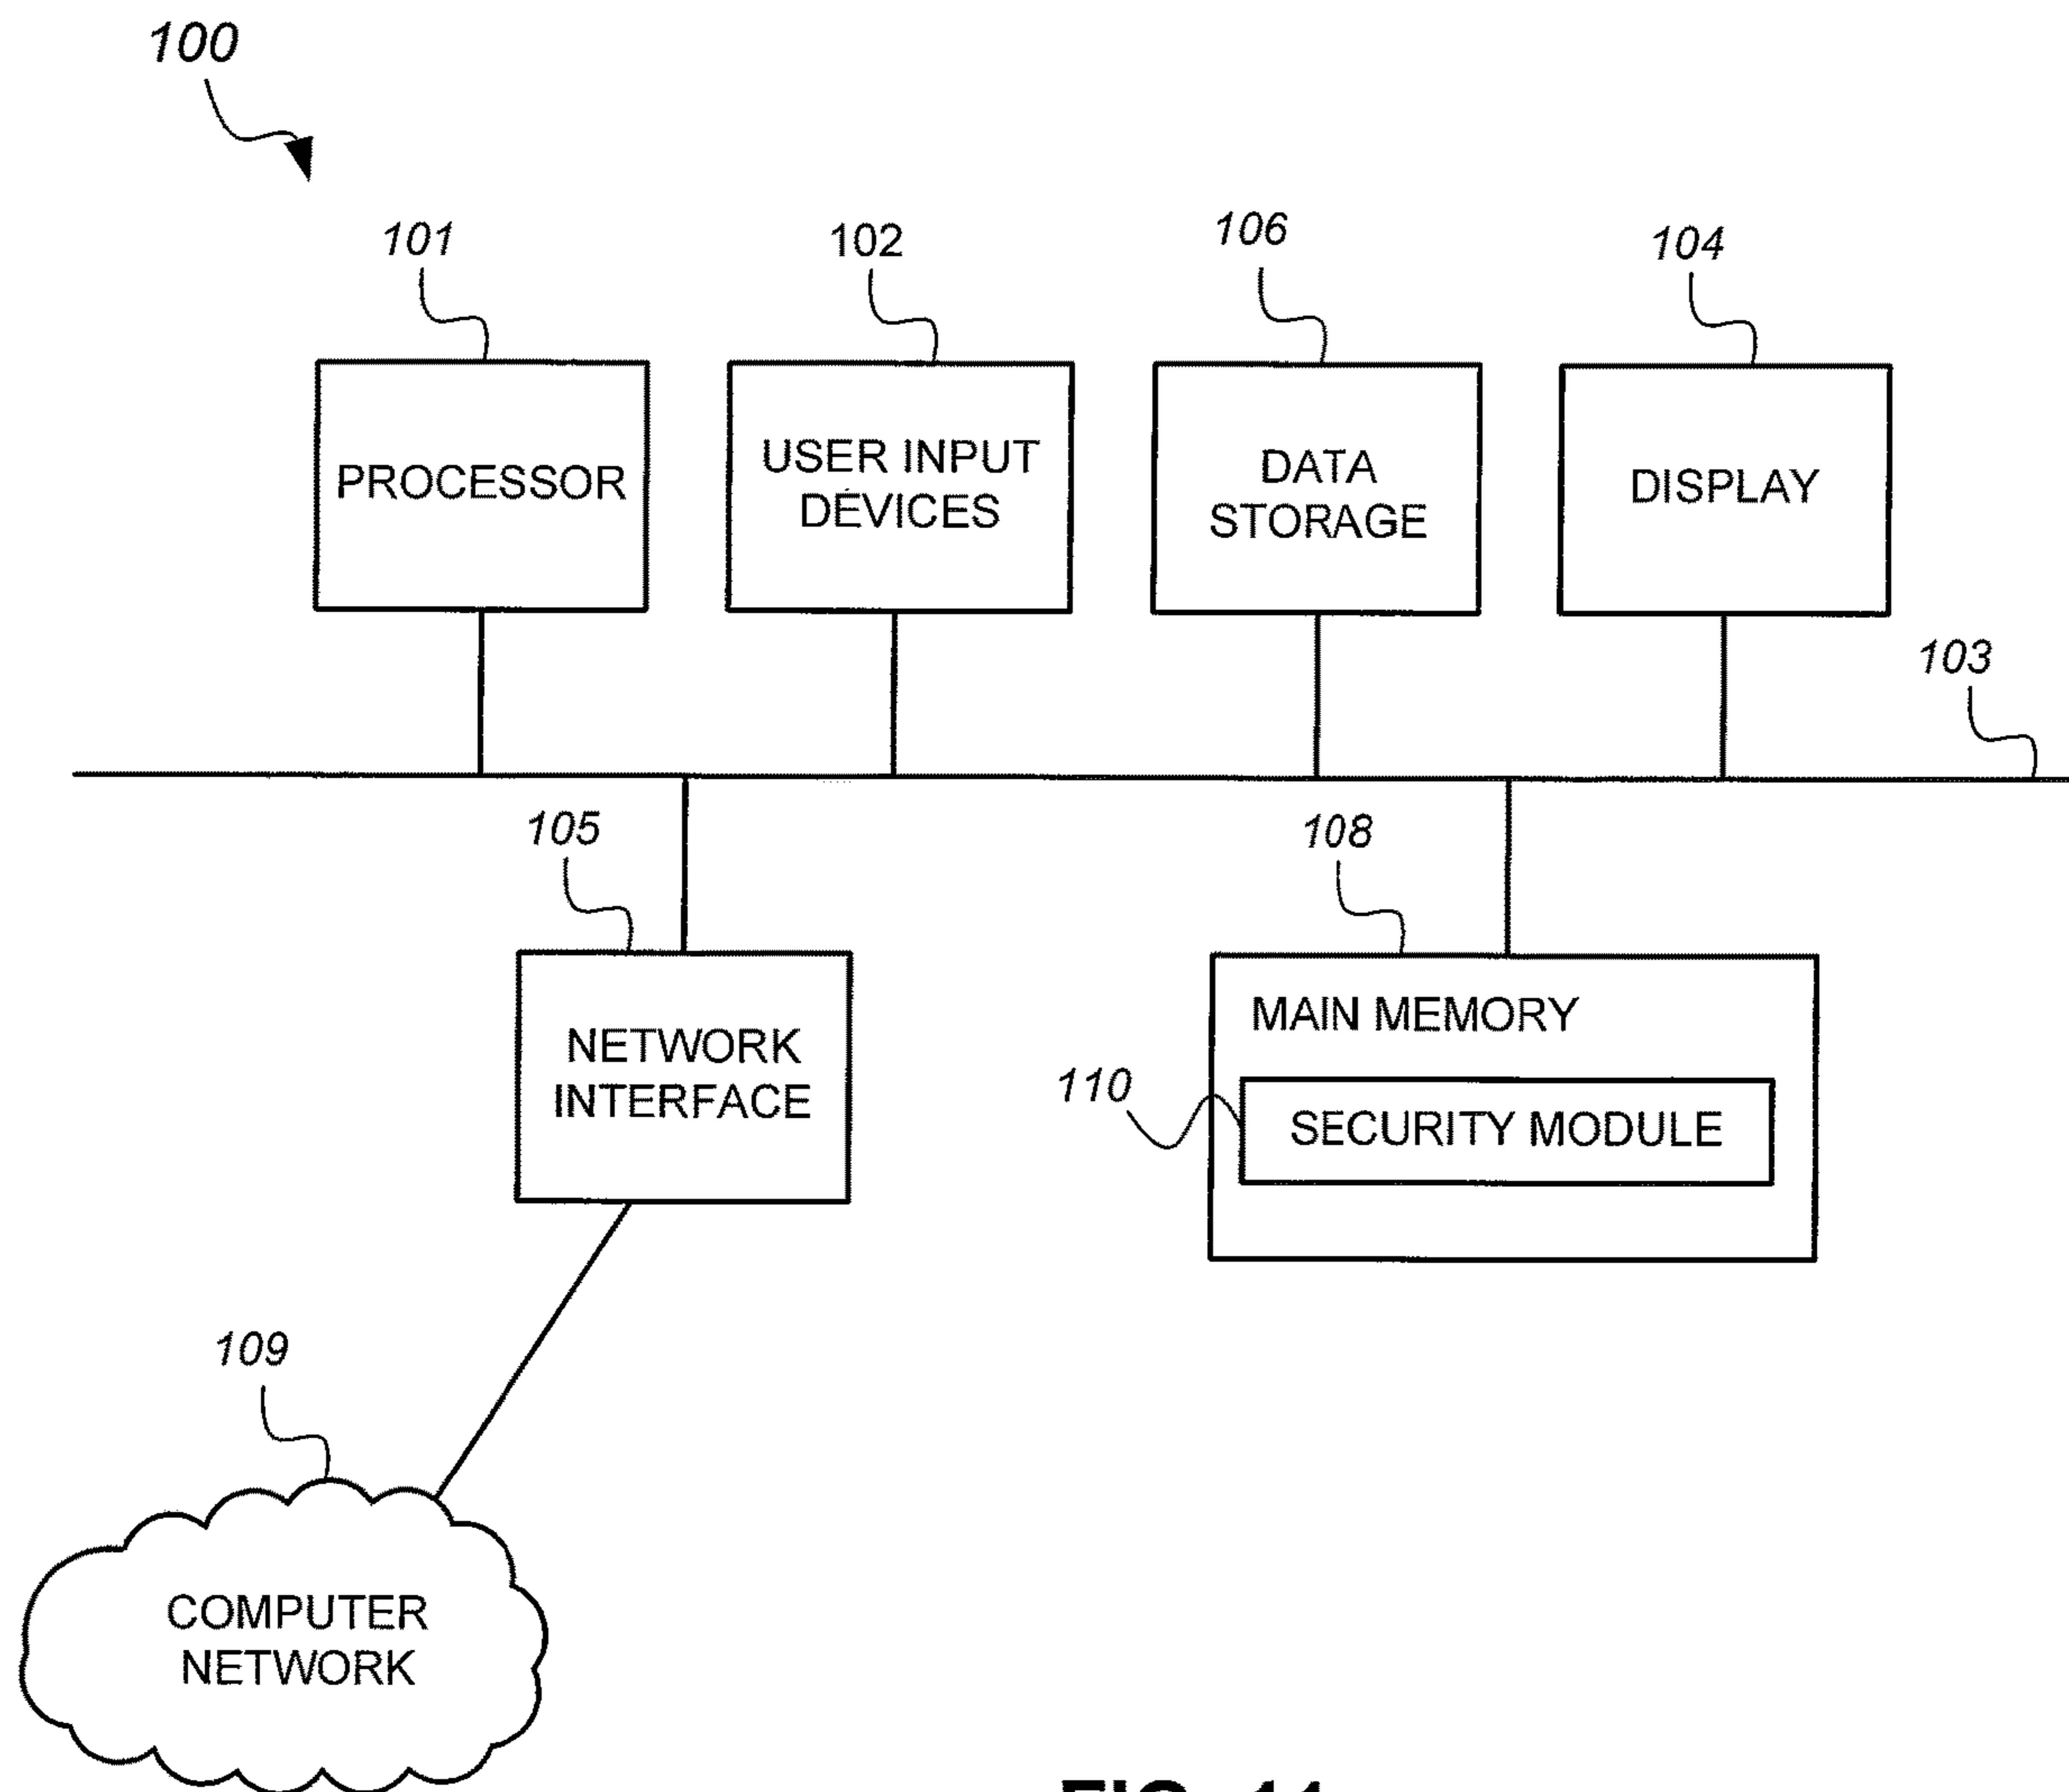 100
101
102
106
104
PROCESSOR
USER INPUT
DEVICES
DATA
STORAGE
DISPLAY
103
105
108
NETWORK
INTERFACE
MAIN MEMORY
110
SECURITY MODULE
109
COMPUTER
NETWORK